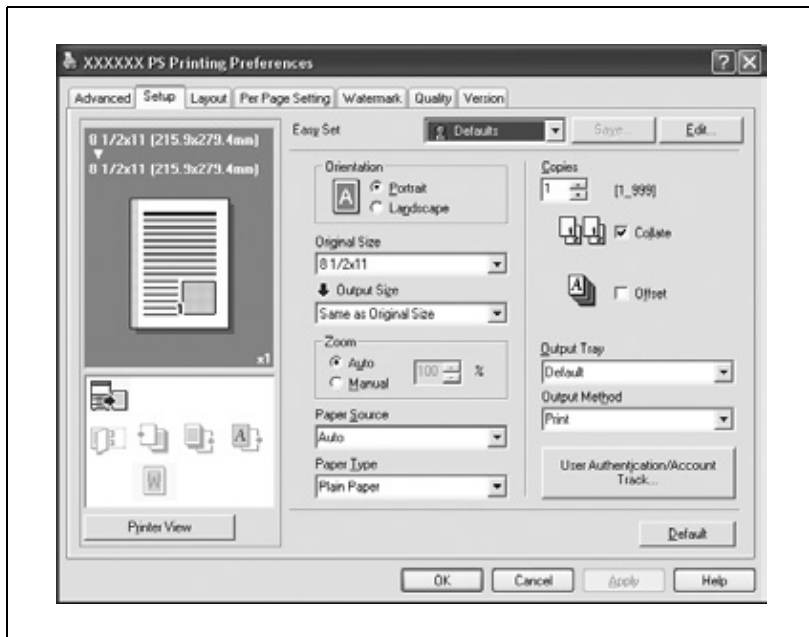 XXXXXX PS Printing Preferences
Advanced Setup Layout Per Page Setting Watermark Quality Version
8 1/2x11 (215.9x279.4mm)
8 1/2x11 (215.9x279.4mm)
x1
Printer View
Easy Set Defaults Save... Edit...
Orientation
A
Portrait
Landscape
Original Size
8 1/2x11
Output Size
Same as Original Size
Zoom
Auto
Manual
100 %
Paper Source
Auto
Paper Type
Plain Paper
Copies
1 [1_999]
Collate
Offset
Output Tray
Default
Output Method
Print
User Authentication/Account
Track...
Default
OK Cancel Apply Help